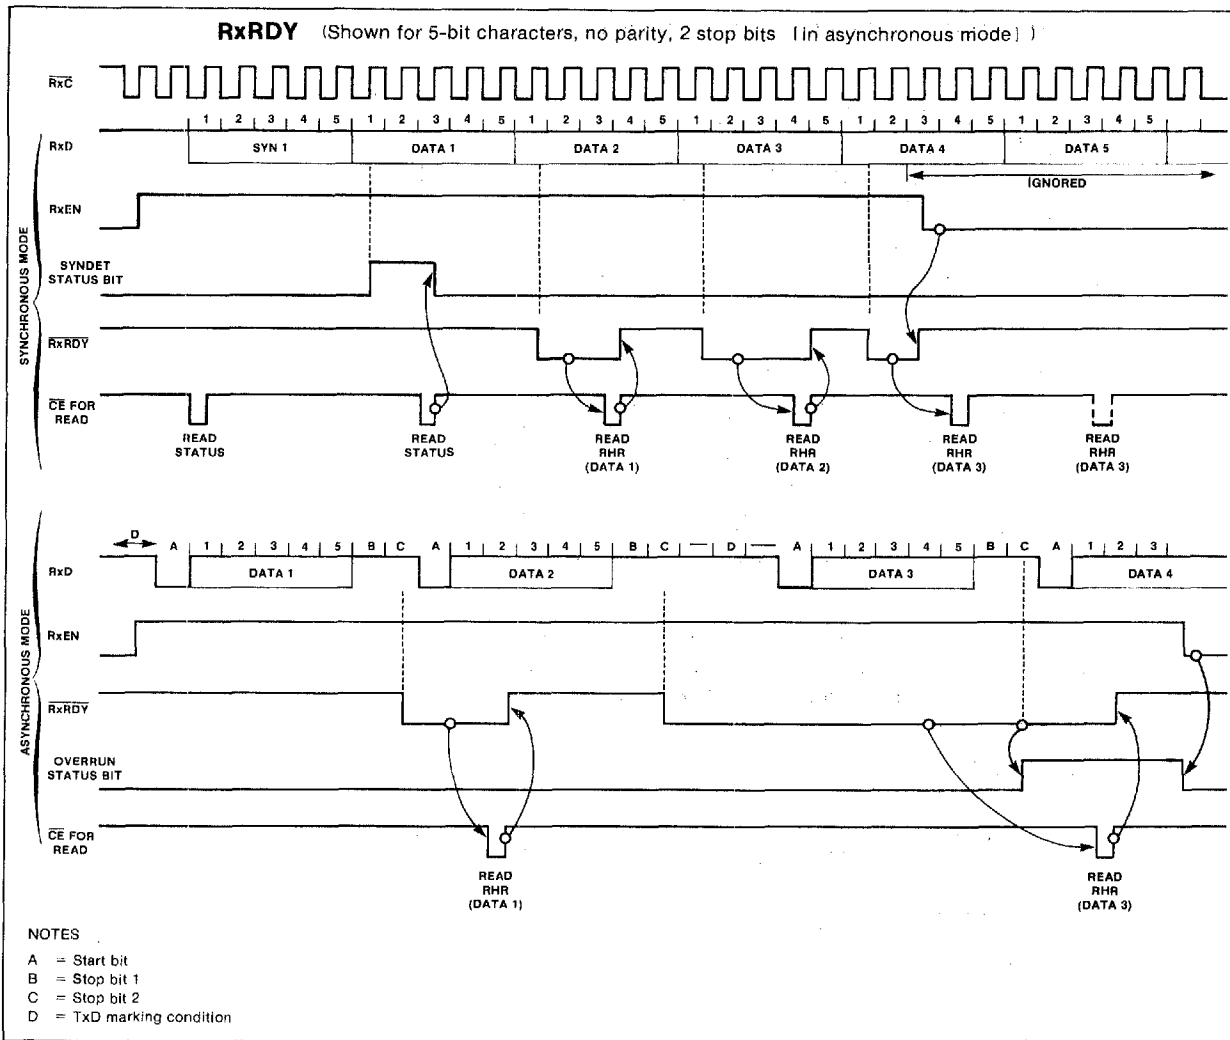 RxRDY (Shown for 5-bit characters, no parity, 2 stop bits [in asynchronous mode] )
RxC
1 2 3 4 5 1 2 3 4 5 1 2 3 4 5 1 2 3 4 5 1 2 3 4 5 1 2 3 4 5
RxD SYN 1 DATA 1 DATA 2 DATA 3 DATA 4 DATA 5
IGNORED
RxEN
SYNCHRONOUS MODE
SYNDET
STATUS BIT
RxRDY
CE FOR
READ
READ
STATUS
READ
STATUS
READ
RHR
(DATA 1)
READ
RHR
(DATA 2)
READ
RHR
(DATA 3)
READ
RHR
(DATA 3)
D A 1 2 3 4 5 B C A 1 2 3 4 5 B C D A 1 2 3 4 5 B C A 1 2 3
RxD DATA 1 DATA 2 DATA 3 DATA 4
RxEN
ASYNCHRONOUS MODE
RxRDY
OVERRUN
STATUS BIT
CE FOR
READ
READ
RHR
(DATA 1)
READ
RHR
(DATA 3)
NOTES
A = Start bit
B = Stop bit 1
C = Stop bit 2
D = TxD marking condition